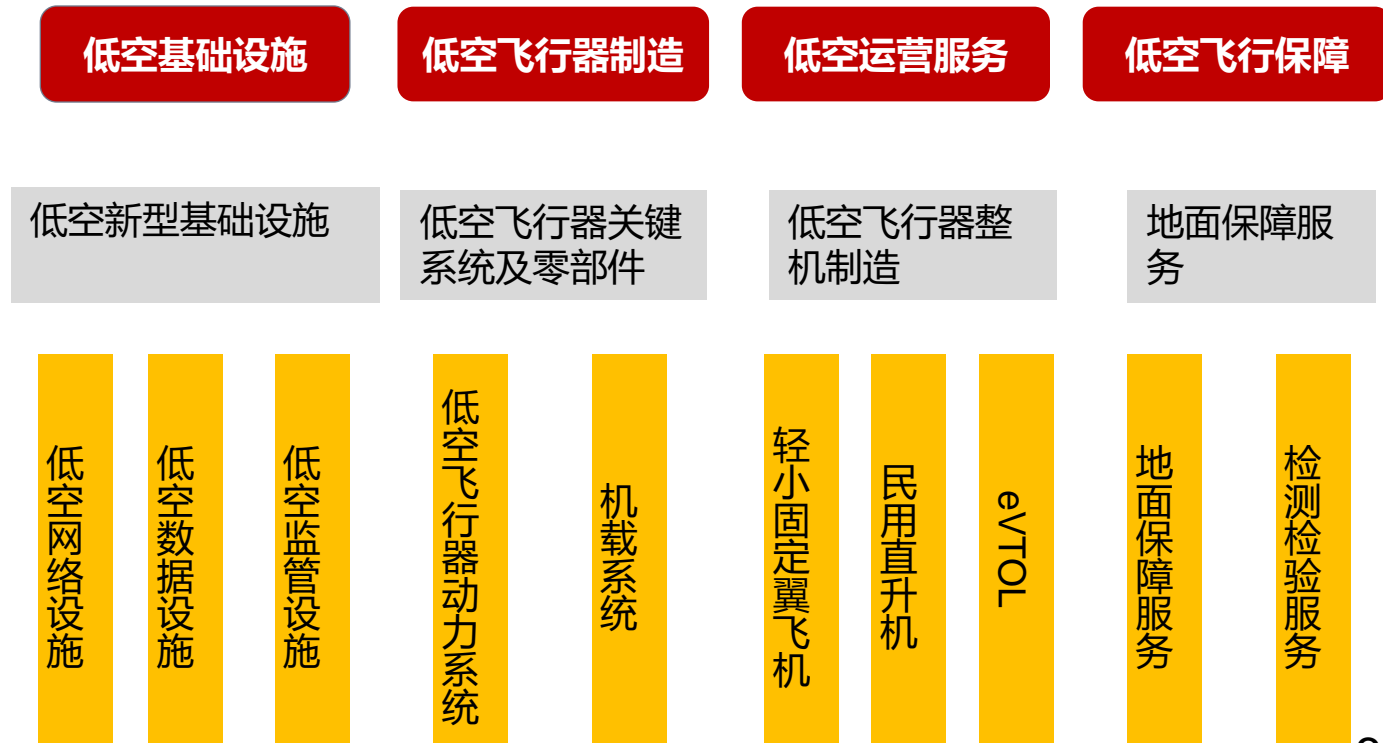 低空基础设施
低空飞行器制造
低空运营服务
低空飞行保障
低空新型基础设施
低空飞行器关键
系统及零部件
低空飞行器整
机制造
地面保障服
务
低空网络设施
低空数据设施
低空监管设施
低空飞行器动力系统
机载系统
轻小固定翼飞机
民用直升机
eVTOL
地面保障服务
检测检验服务